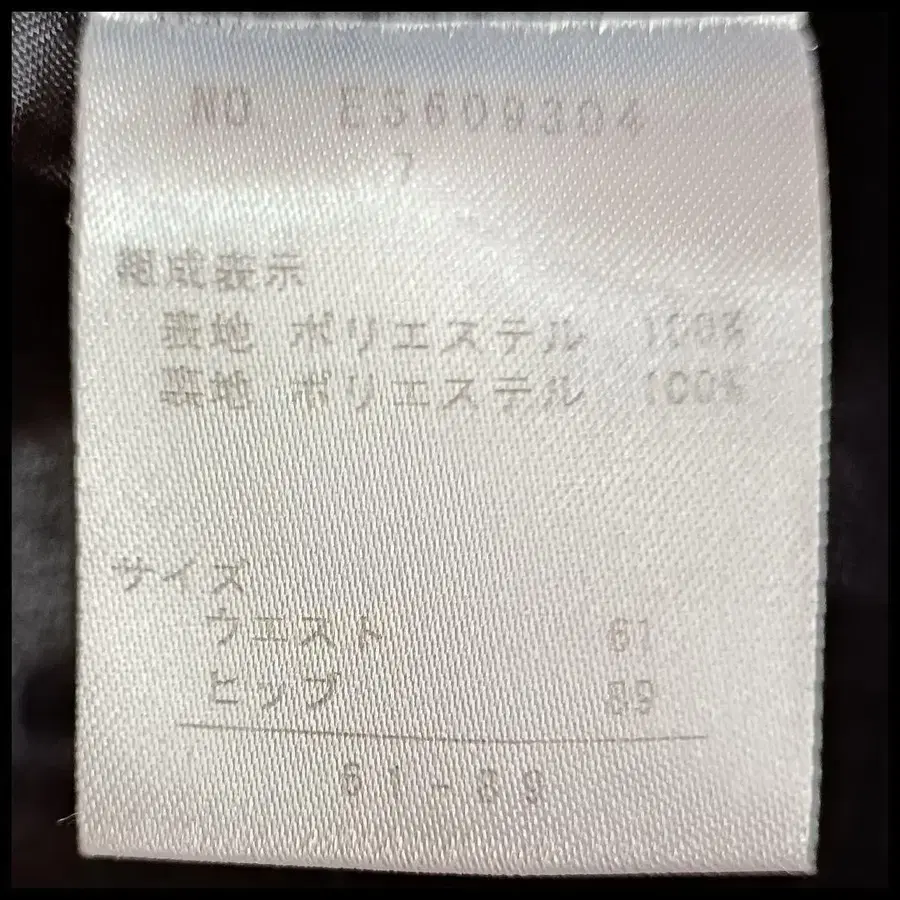 NO ES609304
7
組成表示
表地 ポリエステル 100%
裏地 ポリエステル 100%
サイズ
ウエスト 61
ヒップ 89
61-89